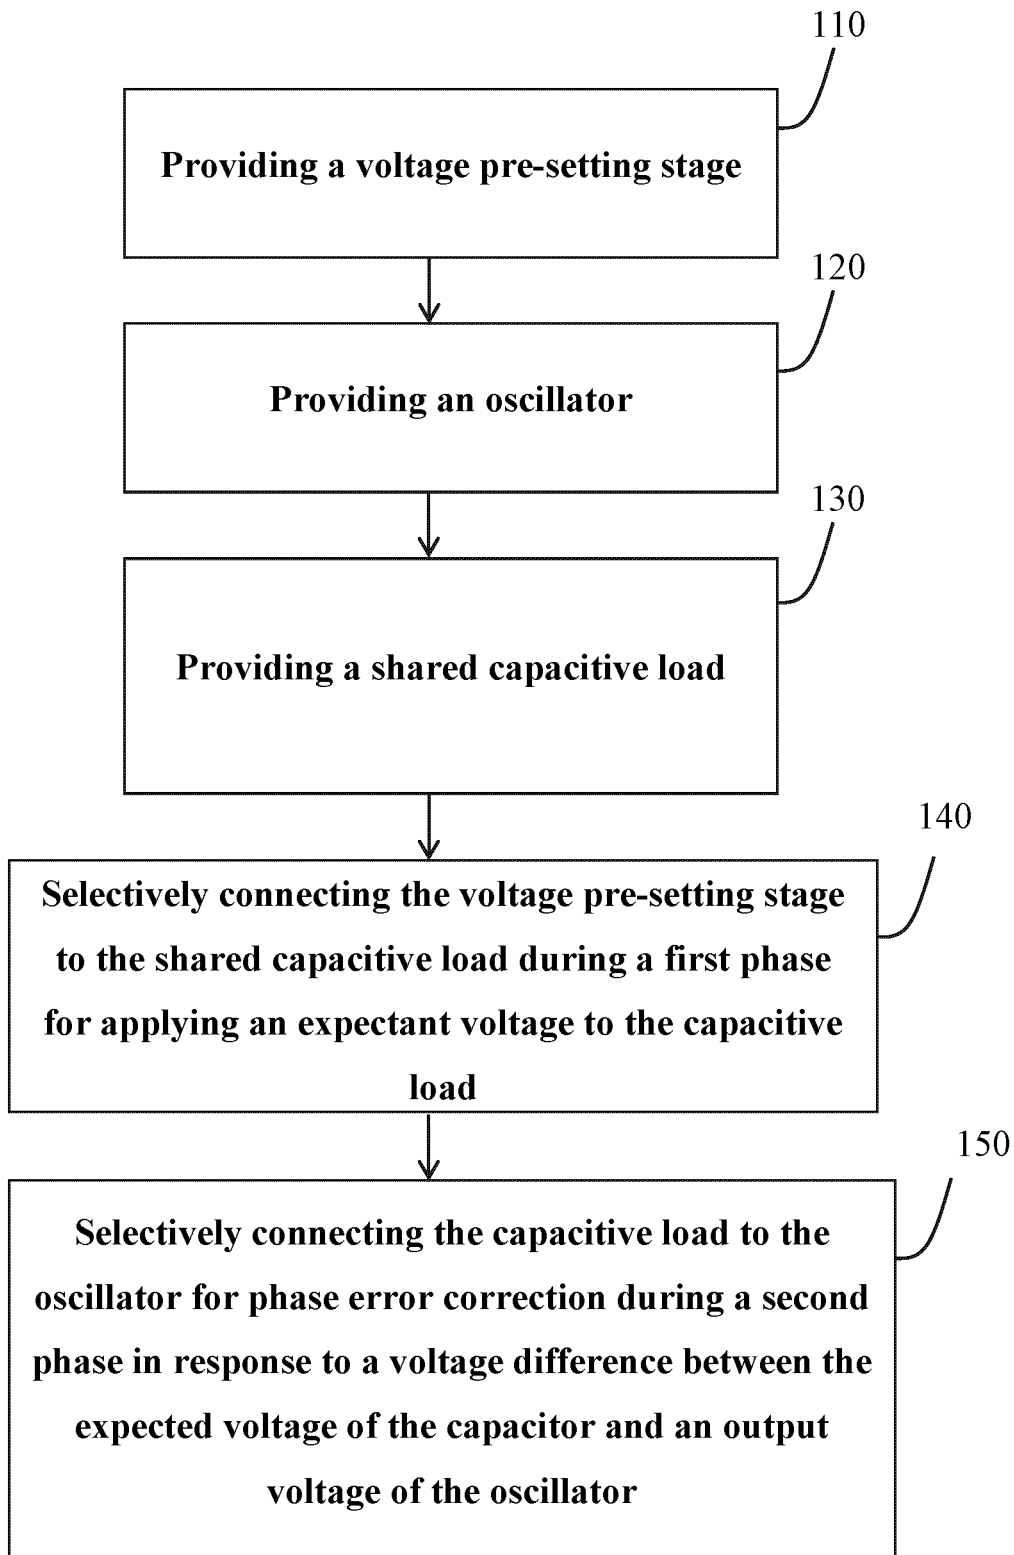 110
Providing a voltage pre-setting stage
120
Providing an oscillator
130
Providing a shared capacitive load
140
Selectively connecting the voltage pre-setting stage
to the shared capacitive load during a first phase
for applying an expectant voltage to the capacitive
load
150
Selectively connecting the capacitive load to the
oscillator for phase error correction during a second
phase in response to a voltage difference between the
expected voltage of the capacitor and an output
voltage of the oscillator